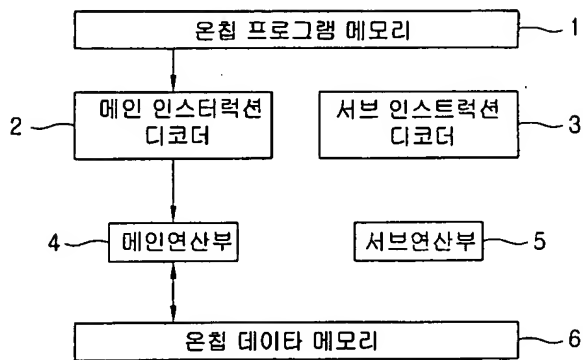 온칩 프로그램 메모리
1
메인 인스터럭션
디코더
2
서브 인스트럭션
디코더
3
4
메인연산부
서브연산부
5
온칩 데이타 메모리
6